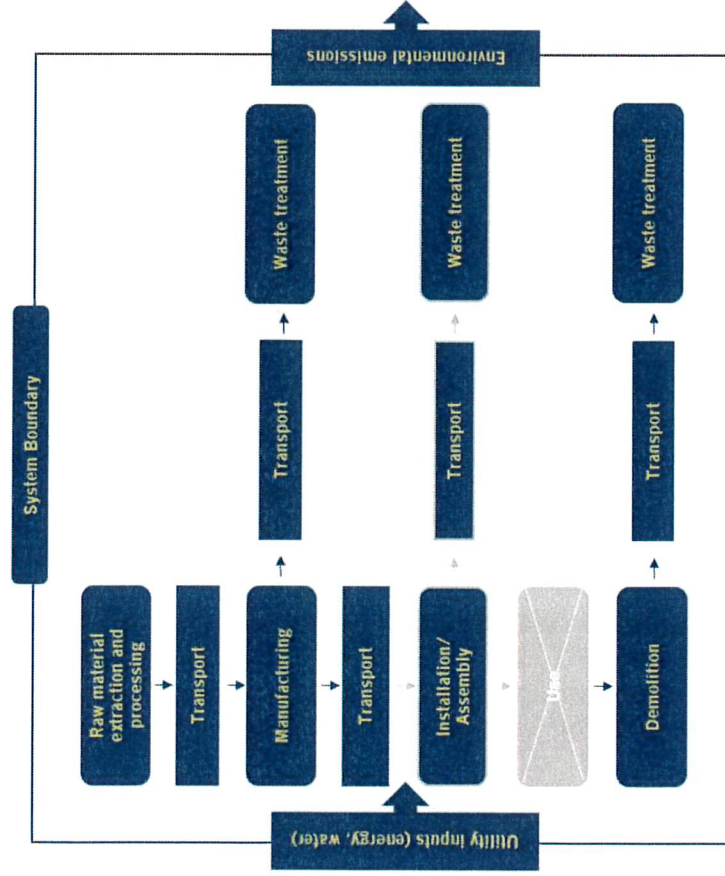 System Boundary
Utility inputs (energy, water)
Raw material
extraction and
processing
Transport
Manufacturing
Transport
Waste treatment
Transport
Installation/
Assembly
Transport
Waste treatment
Use
Demolition
Transport
Waste treatment
Environmental emissions